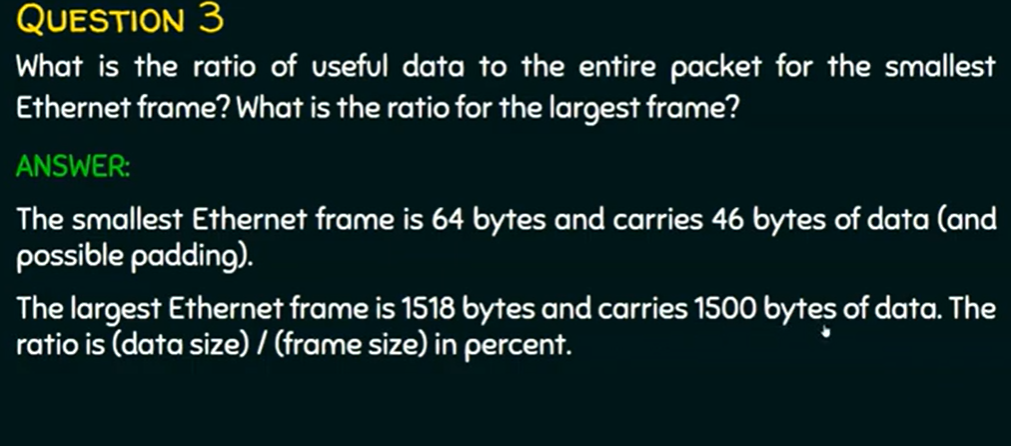 QUESTION 3
What is the ratio of useful data to the entire packet for the smallest
Ethernet frame? What is the ratio for the largest frame?
ANSWER:
The smallest Ethernet frame is 64 bytes and carries 46 bytes of data (and
possible padding).
The largest Ethernet frame is 1518 bytes and carries 1500 bytes of data. The
ratio is (data size) / (frame size) in percent.